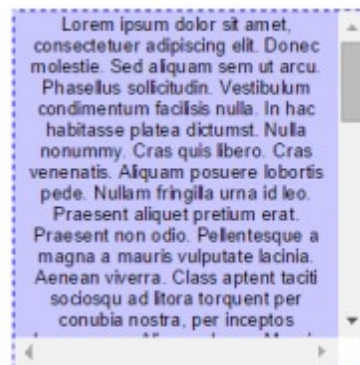 Lorem ipsum dolor sit amet,
consectetuer adipiscing elit. Donec
molestie. Sed aliquam sem ut arcu.
Phasellus sollicitudin. Vestibulum
condimentum facilisis nulla. In hac
habitasse platea dictumst. Nulla
nonummy. Cras quis libero. Cras
venenatis. Aliquam posuere lobortis
pede. Nullam fringilla urna id leo.
Praesent aliquet pretium erat.
Praesent non odio. Pellentesque a
magna a mauris vulputate lacinia.
Aenean viverra. Class aptent taciti
sociosqu ad litora torquent per
conubia nostra, per inceptos